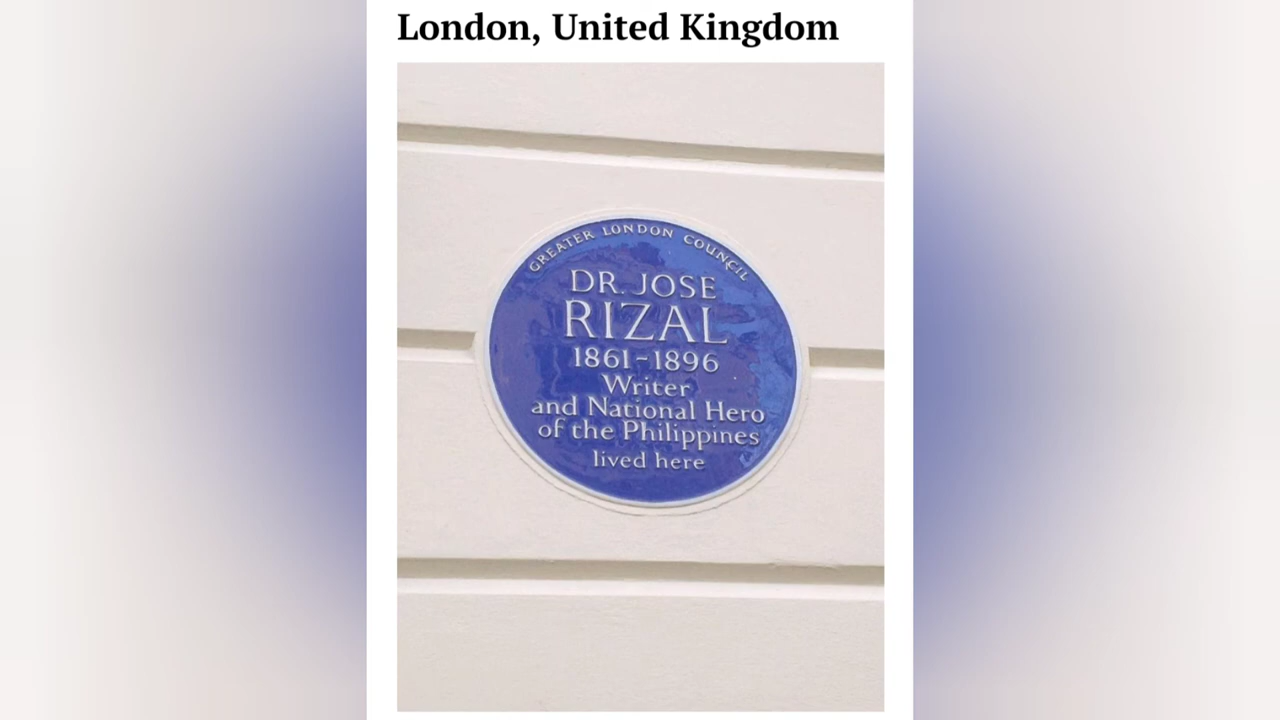 London, United Kingdom
GREATER LONDON COUNCIL
DR. JOSE
RIZAL
1861-1896
Writer
and National Hero
of the Philippines
lived here